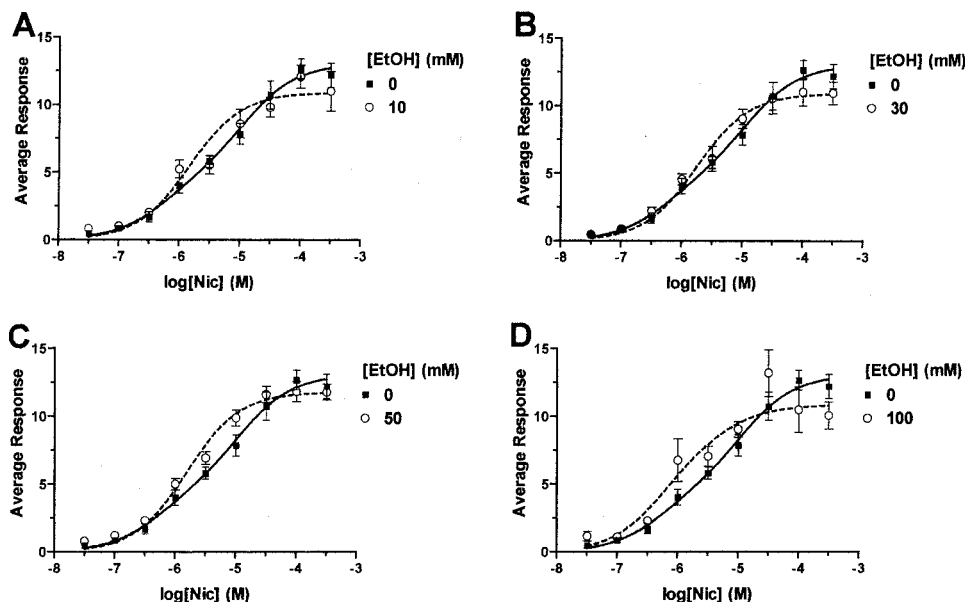 A
[EtOH] (mM)
0
10
Average Response
15
10
5
0
-8 -7 -6 -5 -4 -3
log[Nic] (M)
B
[EtOH] (mM)
0
30
Average Response
15
10
5
0
-8 -7 -6 -5 -4 -3
log[Nic] (M)
C
[EtOH] (mM)
0
50
Average Response
15
10
5
0
-8 -7 -6 -5 -4 -3
log[Nic] (M)
D
[EtOH] (mM)
0
100
Average Response
15
10
5
0
-8 -7 -6 -5 -4 -3
log[Nic] (M)